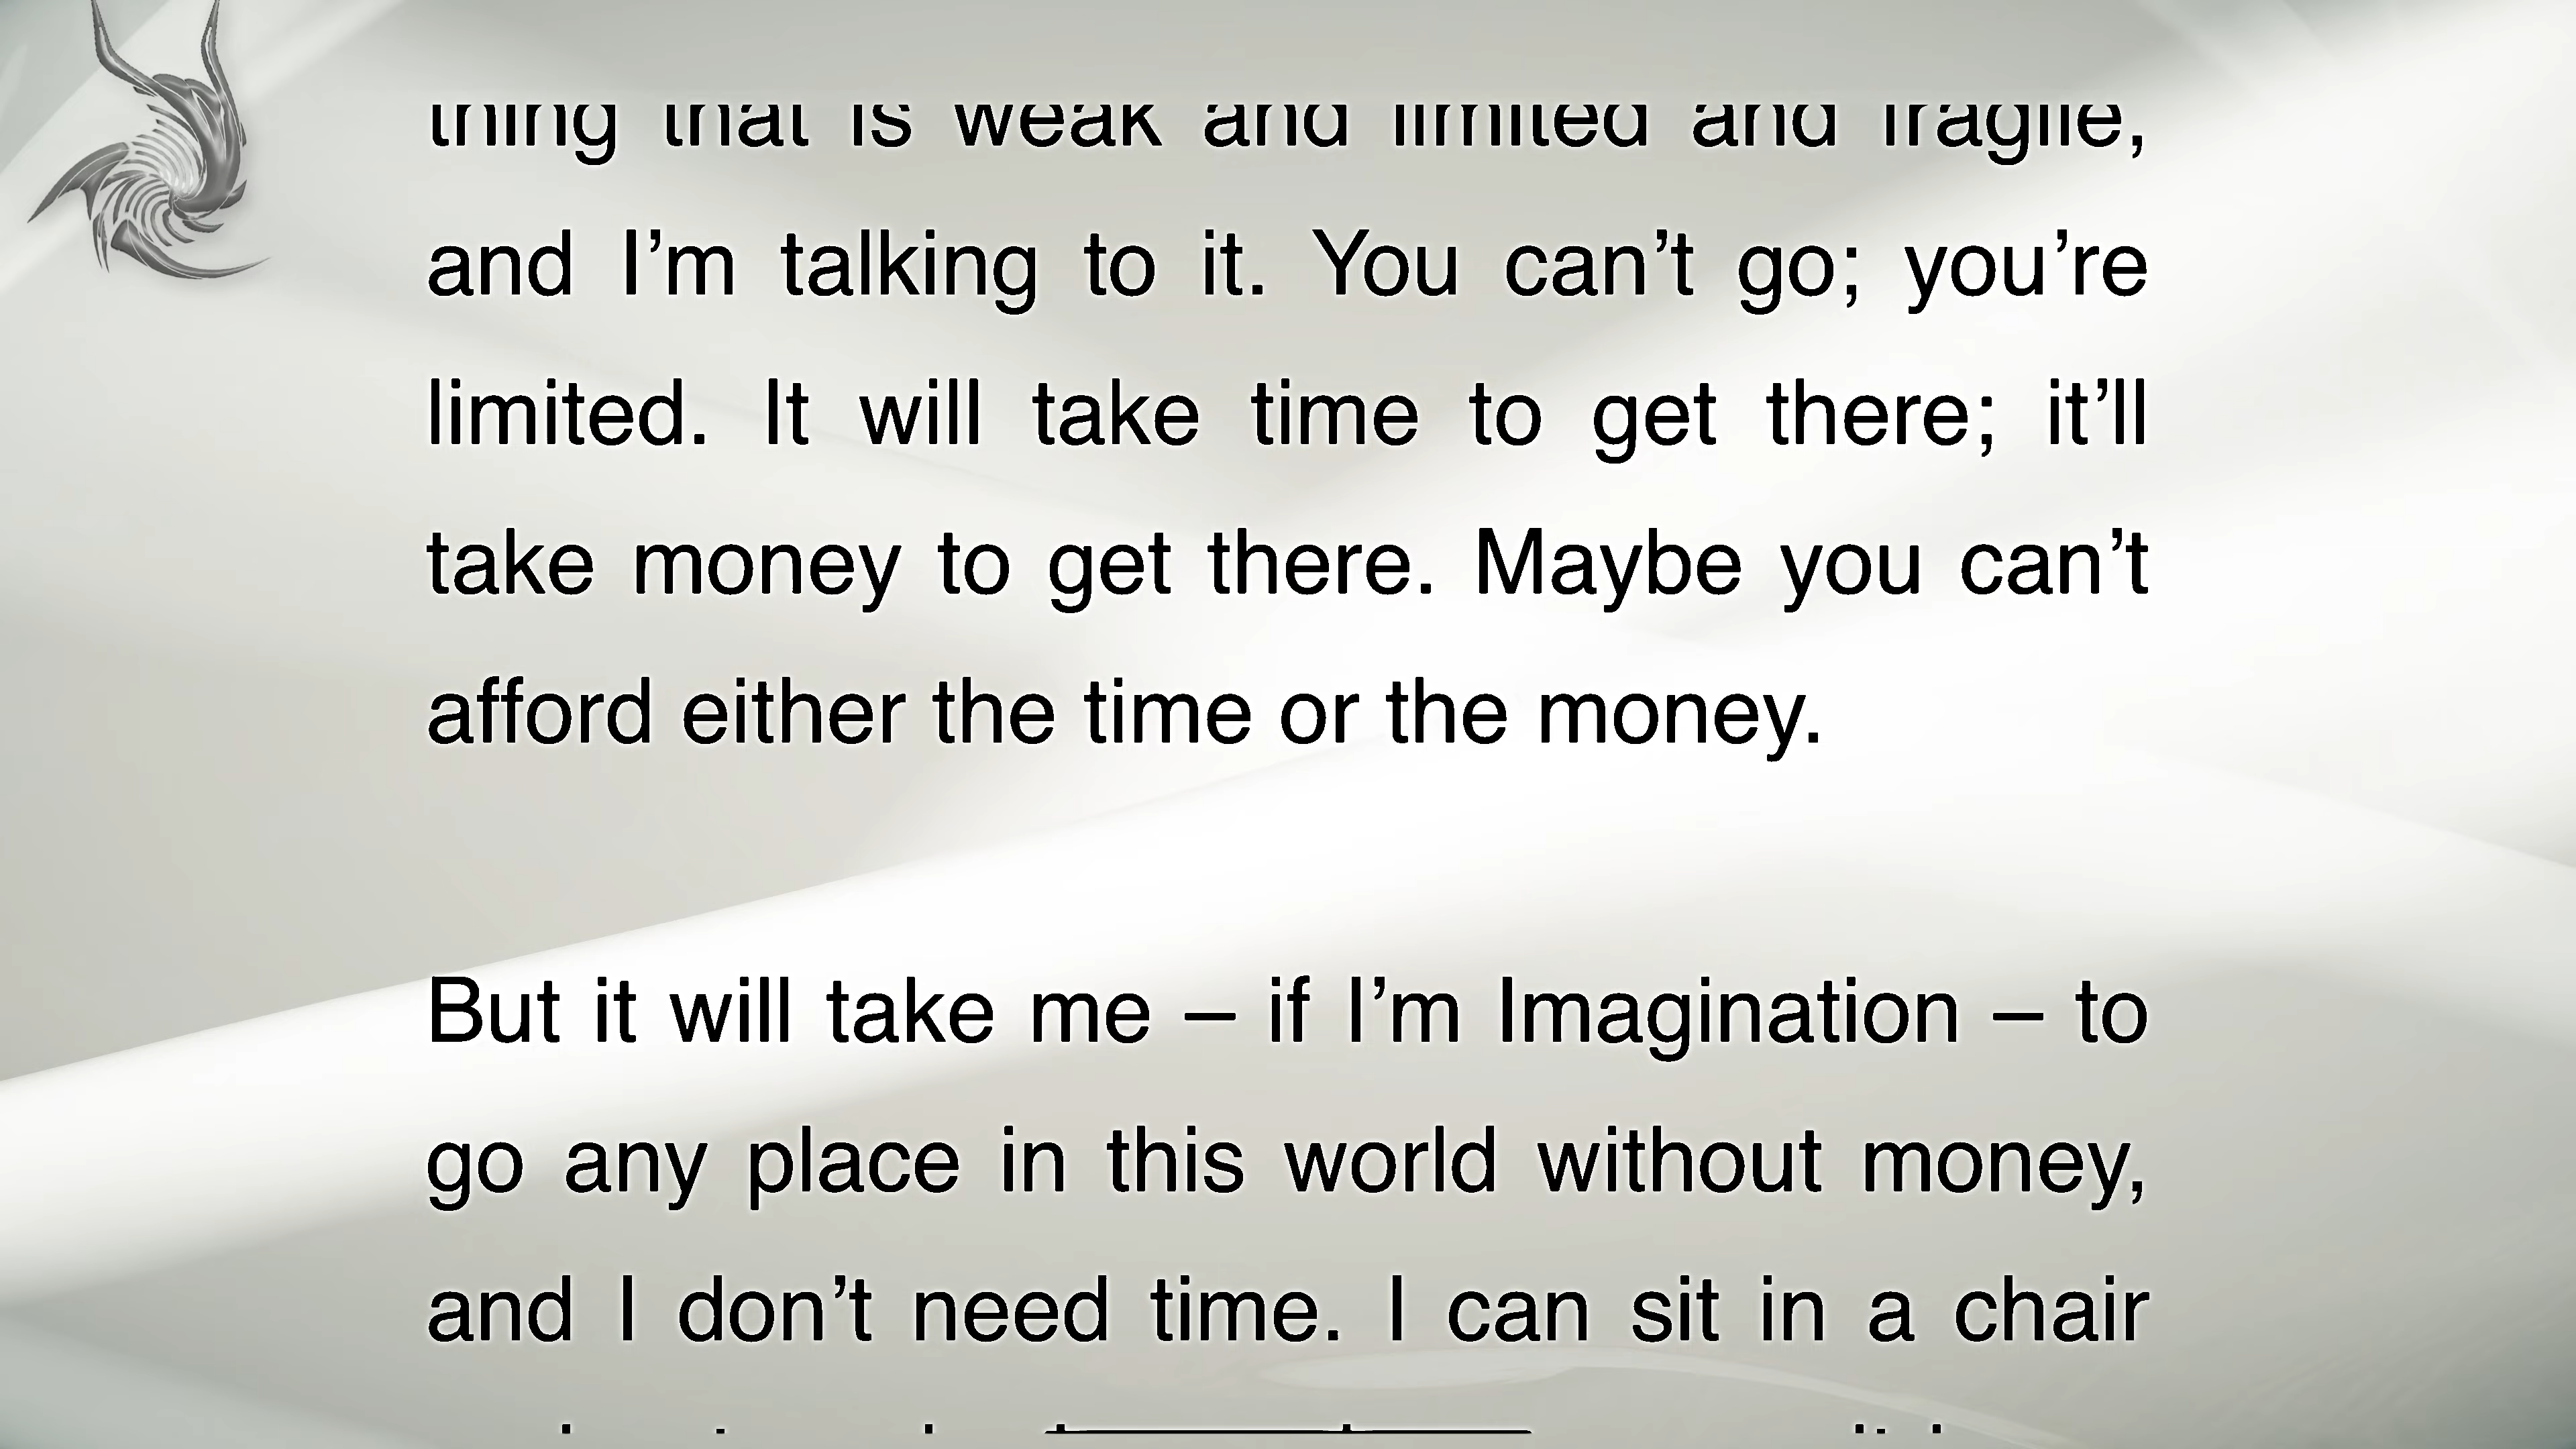 thing that is weak and limited and fragile,
and I’m talking to it. You can’t go; you’re
limited. It will take time to get there; it’ll
take money to get there. Maybe you can’t
afford either the time or the money.
But it will take me – if I’m Imagination – to
go any place in this world without money,
and I don’t need time. I can sit in a chair